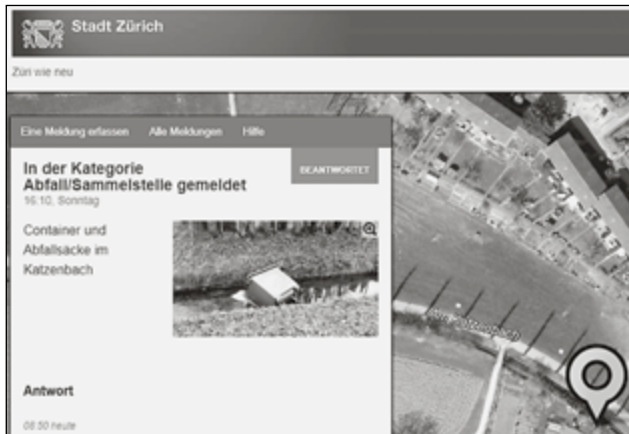 Stadt Zürich
Züri wie neu
Eine Meldung erfassen Alle Meldungen Hilfe
In der Kategorie
Abfall/Sammelstelle gemeldet
BEANTWORTET
16:10, Sonntag
Container und
Abfallsäcke im
Katzenbach
Antwort
08:50 heute